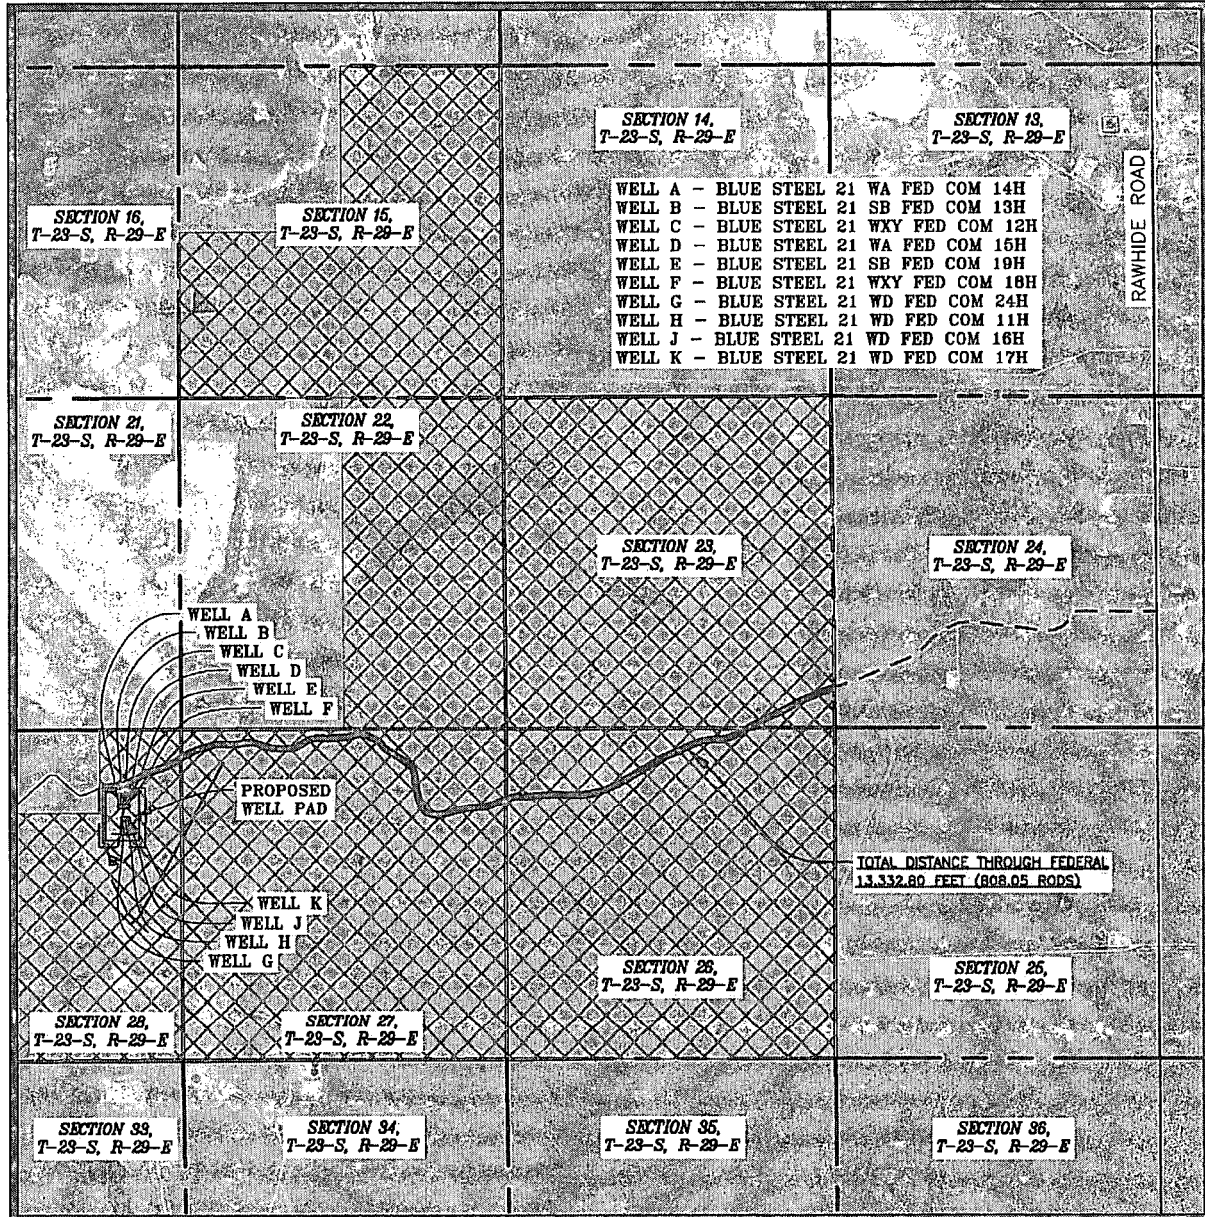 SECTION 14,
T-23-S, R-29-E
SECTION 13,
T-23-S, R-29-E
RAWHIDE ROAD
WELL A - BLUE STEEL 21 WA FED COM 14H
WELL B - BLUE STEEL 21 SB FED COM 13H
WELL C - BLUE STEEL 21 WXY FED COM 12H
WELL D - BLUE STEEL 21 WA FED COM 15H
WELL E - BLUE STEEL 21 SB FED COM 19H
WELL F - BLUE STEEL 21 WXY FED COM 18H
WELL G - BLUE STEEL 21 WD FED COM 24H
WELL H - BLUE STEEL 21 WD FED COM 11H
WELL J - BLUE STEEL 21 WD FED COM 16H
WELL K - BLUE STEEL 21 WD FED COM 17H
SECTION 16,
T-23-S, R-29-E
SECTION 15,
T-23-S, R-29-E
SECTION 21,
T-23-S, R-29-E
SECTION 22,
T-23-S, R-29-E
SECTION 23,
T-23-S, R-29-E
SECTION 24,
T-23-S, R-29-E
WELL A
WELL B
WELL C
WELL D
WELL E
WELL F
PROPOSED
WELL PAD
TOTAL DISTANCE THROUGH FEDERAL
13,332.80 FEET (808.05 RODS)
WELL K
WELL J
WELL H
WELL G
SECTION 26,
T-23-S, R-29-E
SECTION 25,
T-23-S, R-29-E
SECTION 28,
T-23-S, R-29-E
SECTION 27,
T-23-S, R-29-E
SECTION 33,
T-23-S, R-29-E
SECTION 34,
T-23-S, R-29-E
SECTION 35,
T-23-S, R-29-E
SECTION 36,
T-23-S, R-29-E